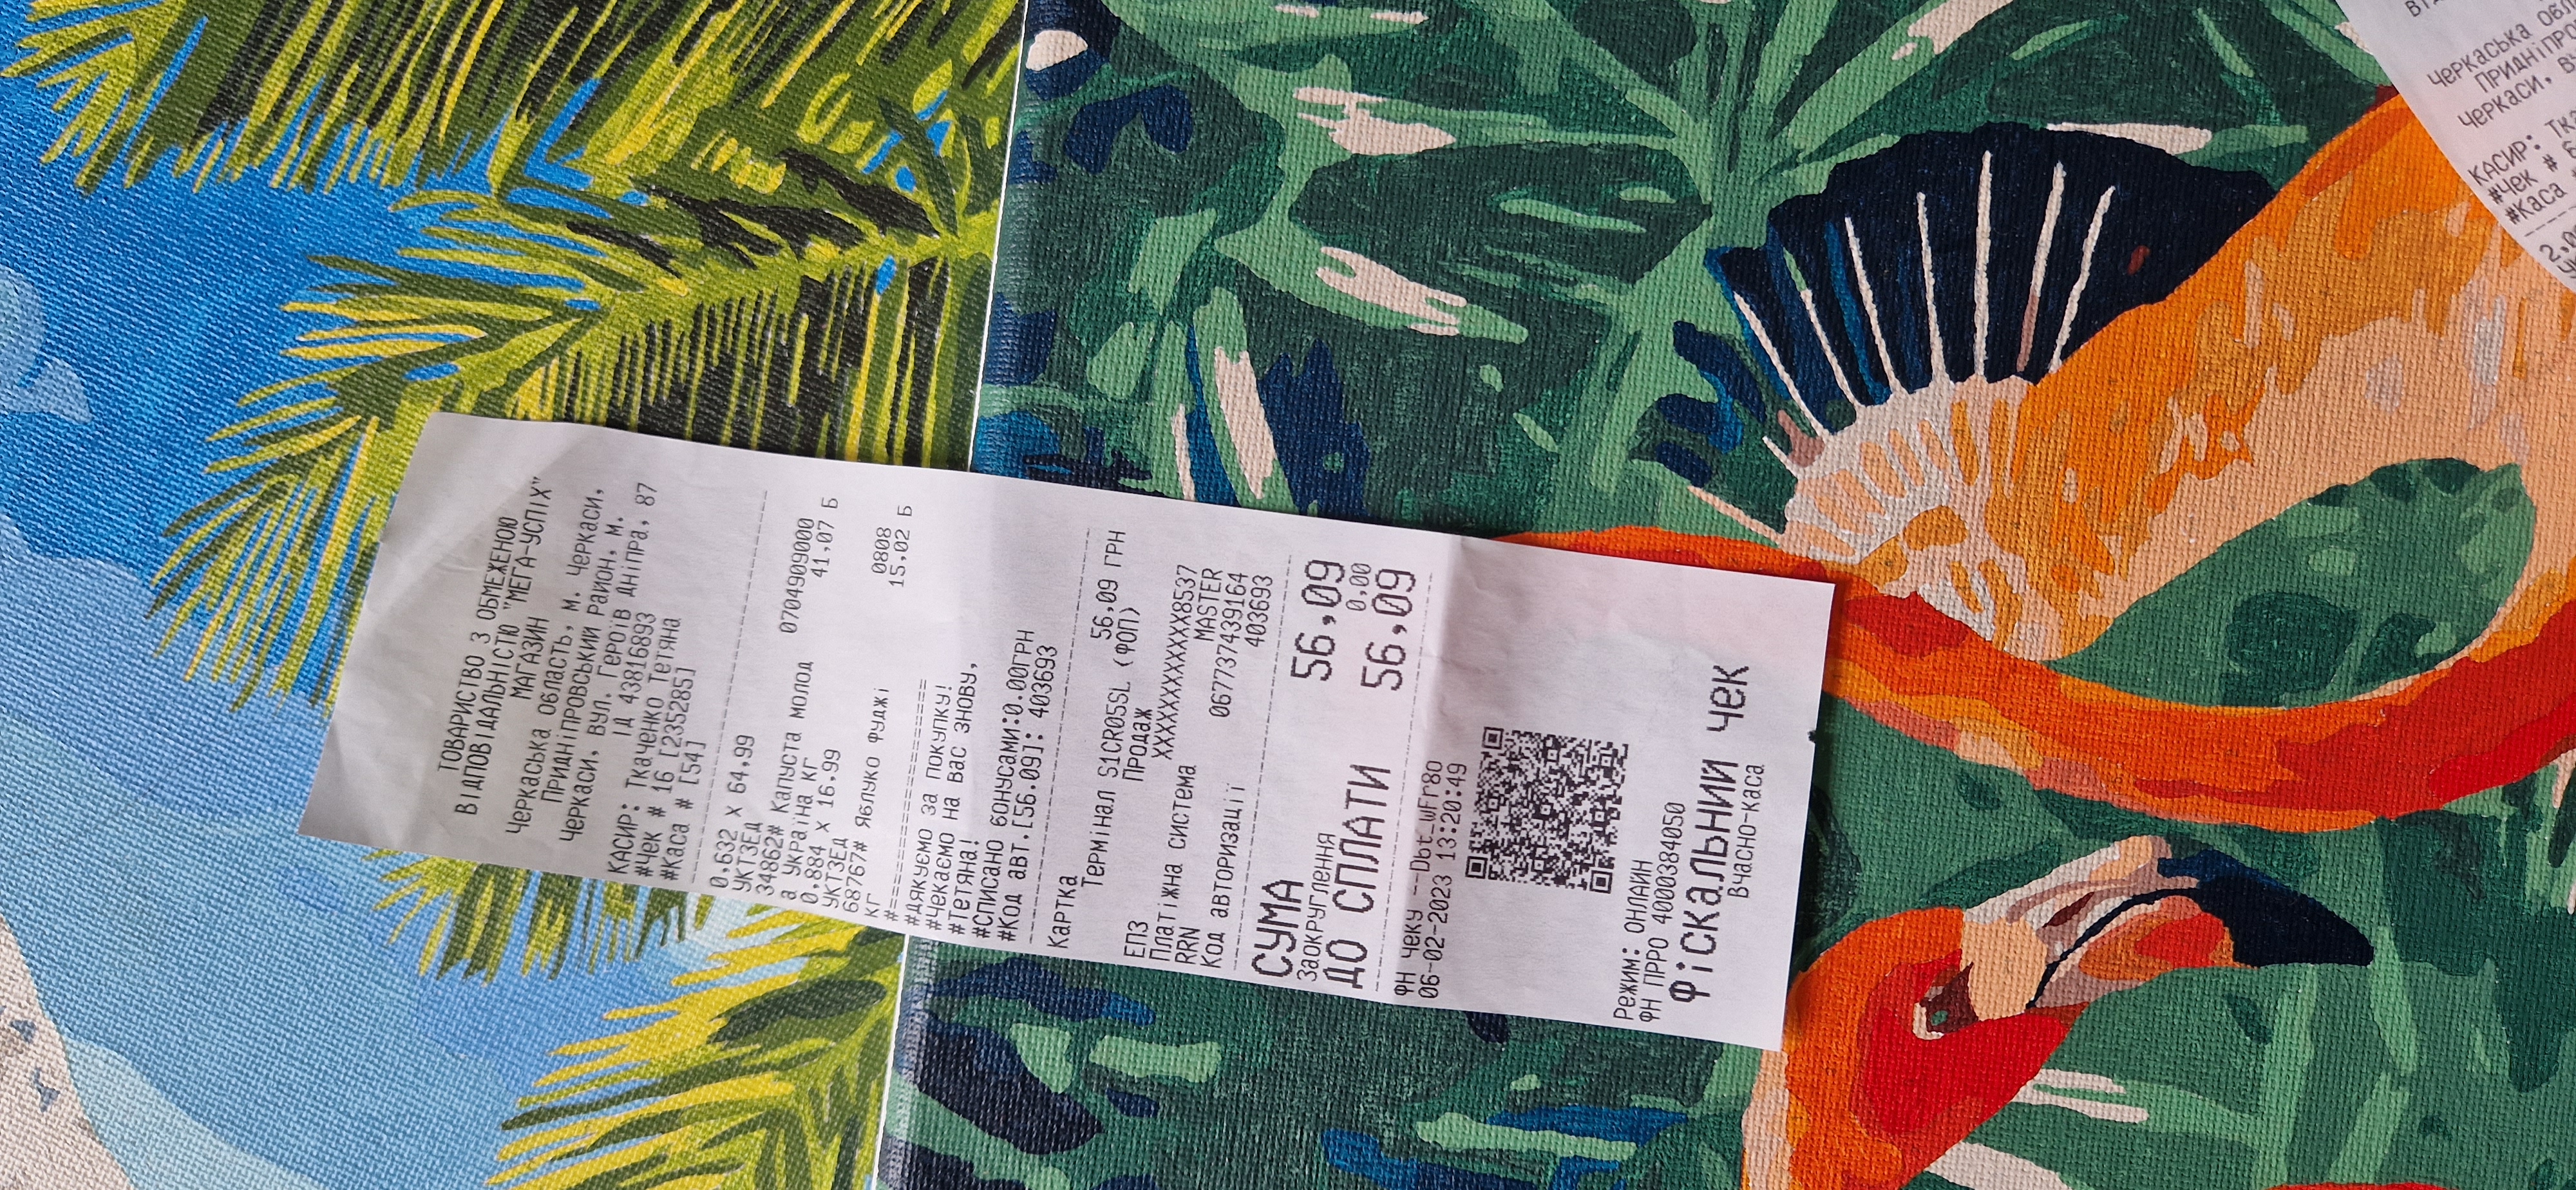 ТОВАРИСТВО З ОБМЕЖЕНОЮ
ВІДПОВІДАЛЬНІСТЮ "МЕГА-УСПІХ"
МАГАЗИН
Черкаська область, м. Черкаси,
Придніпровський район, м.
Черкаси, вул. Героїв Дніпра, 87
ІД 43816893
КАСИР: Ткаченко Тетяна
#Чек # 16 [235285]
#Каса # [54]
0,632 x 64,99
УКТЗЕД 0704909000
34862# Капуста молод 41,07 Б
а Україна кг
0,884 x 16.99
УКТЗЕД 0808
68767# Яблуко Фуджі 15.02 Б
кг
#====================
#Дякуємо за покупку!
#Чекаємо на Вас знову,
#Тетяна!
#Списано бонусами:0.00ГРН
#Код авт.[56.09]: 403693
Картка 56,09 ГРН
Термінал S1CR05SL (ФОП)
Продаж
ЕПЗ XXXXXXXXXXXXXXX8537
Платіжна система MASTER
RRN 067737439164
Код авторизації 403693
СУМА 56,09
Заокруглення 0,00
ДО СПЛАТИ 56,09
ФН чеку --Dbt_wFr8o
06-02-2023 13:20:49
Режим: ОНЛАЙН
ФН ПРРО 4000384050
Фіскальний чек
Вчасно-каса
Черкаська
Черкаси, в
КАСИР:
#Чек #
#Каса